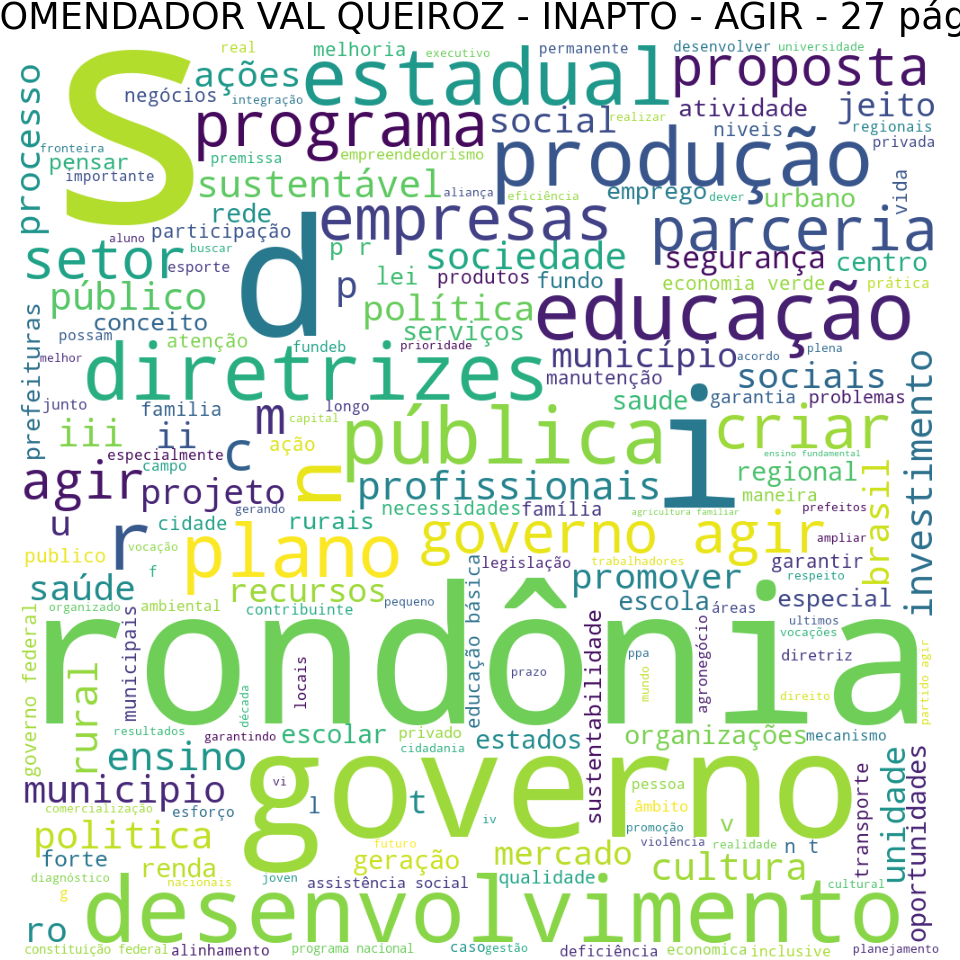 OMENDADOR VAL QUEIROZ - INAPTO - AGIR - 27 pág
real
melhoria
executivo
permanente
desenvolver
universidade
S
ações
estadual
proposta
processo
negócios
integração
programa
social
realizar
atividade
jeito
niveis
regionais
privada
fronteira
pensar
importante
premissa
empreendedorismo
produção
sustentável
aliança
eficiência
emprego
dever
urbano
vida
rede
participação
empresas
parceria
aluno
buscar
d
p r
setor
esporte
p
lei
sociedade
produtos
fundo
segurança
centro
economia verde
prática
público
política
educação
prefeituras
conceito
possam
atenção
serviços
fundeb
prioridade
município
plena
acordo
melhor
diretrizes
manutenção
sociais
investimento
junto
familia
m
longo
capital
saude
i
garantia
problemas
iii
ii
c
ação
pública
criar
especialmente
campo
ensino fundamental
agir
projeto
n
profissionais
regional
brasil
gerando
necessidades
família
agricultura familiar
maneira
prefeitos
u
r
cidade
rurais
governo agir
ampliar
publico
vocação
f
plano
legislação
trabalhadores
garantir
respeito
saúde
recursos
promover
organizado
ambiental
contribuinte
pequeno
educação básica
escola
áreas
especial
governo federal
municipais
rondônia
sustentabilidade
agronegócio
ultimos
vocações
ppa
diretriz
prazo
mundo
direito
partido agir
rural
locais
década
resultados
garantindo
escolar
privado
cidadania
estados
organizações
mecanismo
ensino
municipio
vi
governo
pessoa
âmbito
unidade
oportunidades
transporte
comercialização
esforço
l
t
iv
promoção
v
violência
realidade
n t
politica
forte
renda
futuro
geração
mercado
cultura
diagnóstico
nacionais
joven
assistência social
qualidade
cultural
g
ro
desenvolvimento
constituição federal
alinhamento
programa nacional
caso
gestão
deficiência
economica
inclusive
planejamento